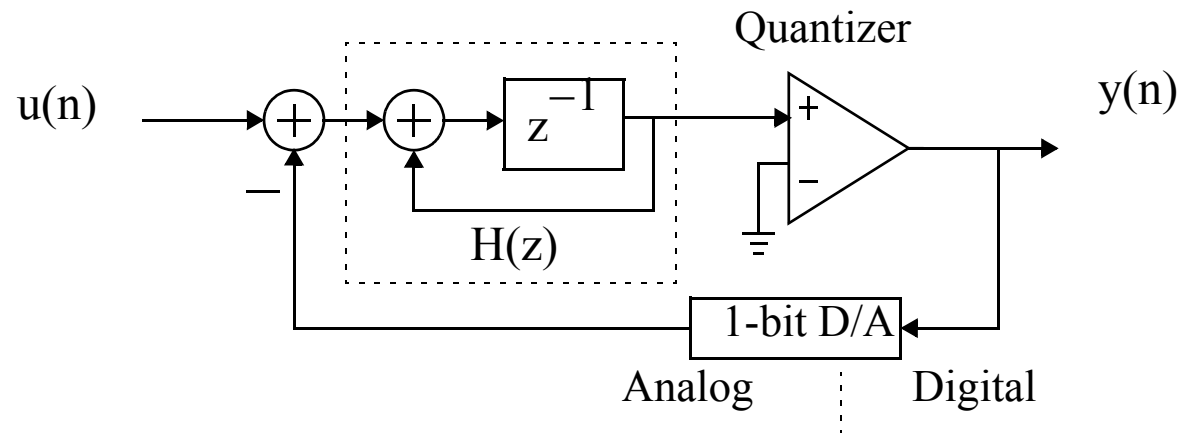 Quantizer
u(n)
y(n)
+
+
z⁻¹
+
−
−
H(z)
1-bit D/A
Analog
Digital